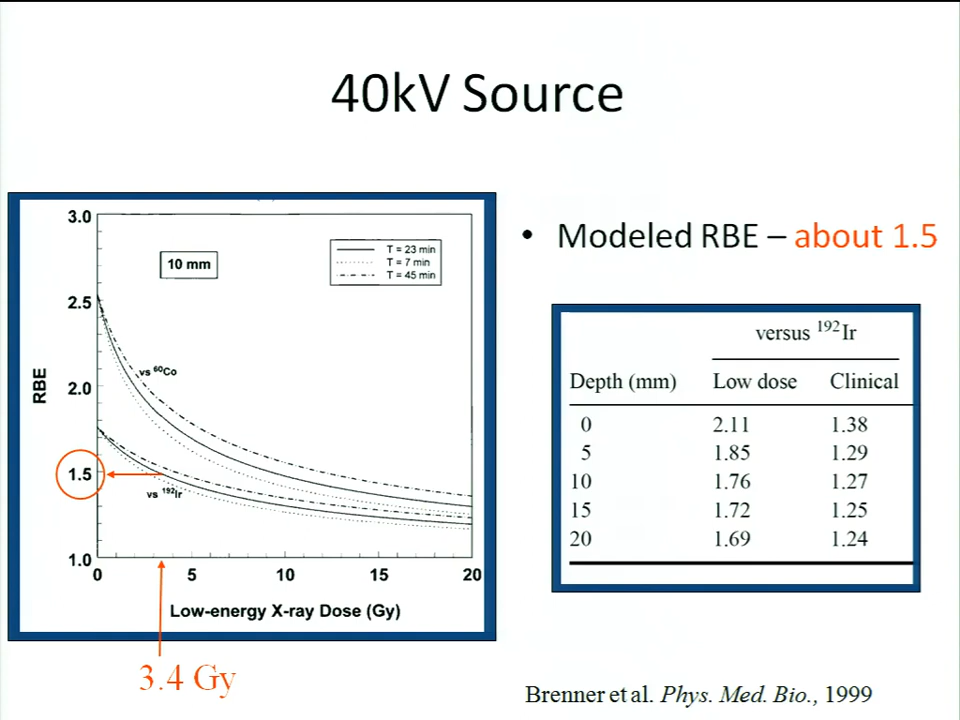 40kV Source
3.0
2.5
2.0
1.5
1.0
RBE
10 mm
T = 23 min
T = 7 min
T = 45 min
vs ⁶⁰Co
vs ¹⁹²Ir
0 5 10 15 20
Low-energy X-ray Dose (Gy)
3.4 Gy
• Modeled RBE – about 1.5
versus ¹⁹²Ir
Depth (mm) Low dose Clinical
0 2.11 1.38
5 1.85 1.29
10 1.76 1.27
15 1.72 1.25
20 1.69 1.24
Brenner et al. Phys. Med. Bio., 1999